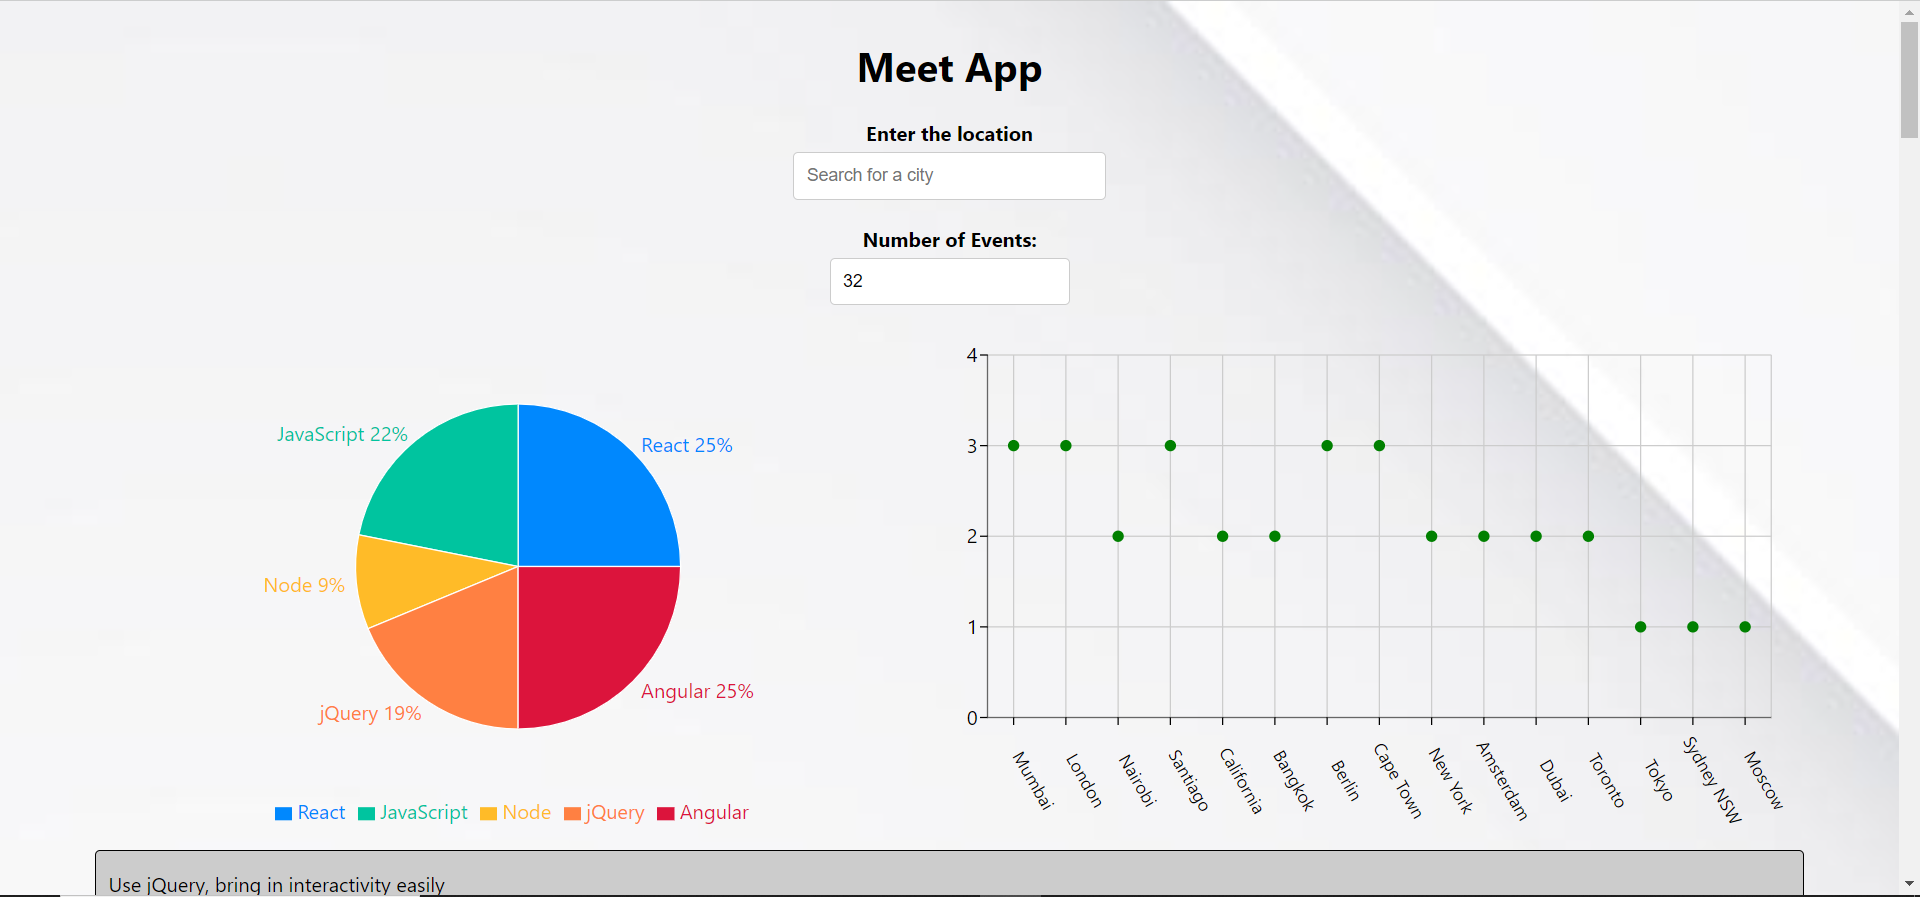 Meet App
Enter the location
Search for a city
Number of Events:
32
JavaScript 22%
React 25%
Node 9%
Angular 25%
jQuery 19%
React JavaScript Node jQuery Angular
4
3
2
1
0
Mumbai
London
Nairobi
Santiago
California
Bangkok
Berlin
Cape Town
New York
Amsterdam
Dubai
Toronto
Tokyo
Sydney NSW
Moscow
Use jQuery, bring in interactivity easily